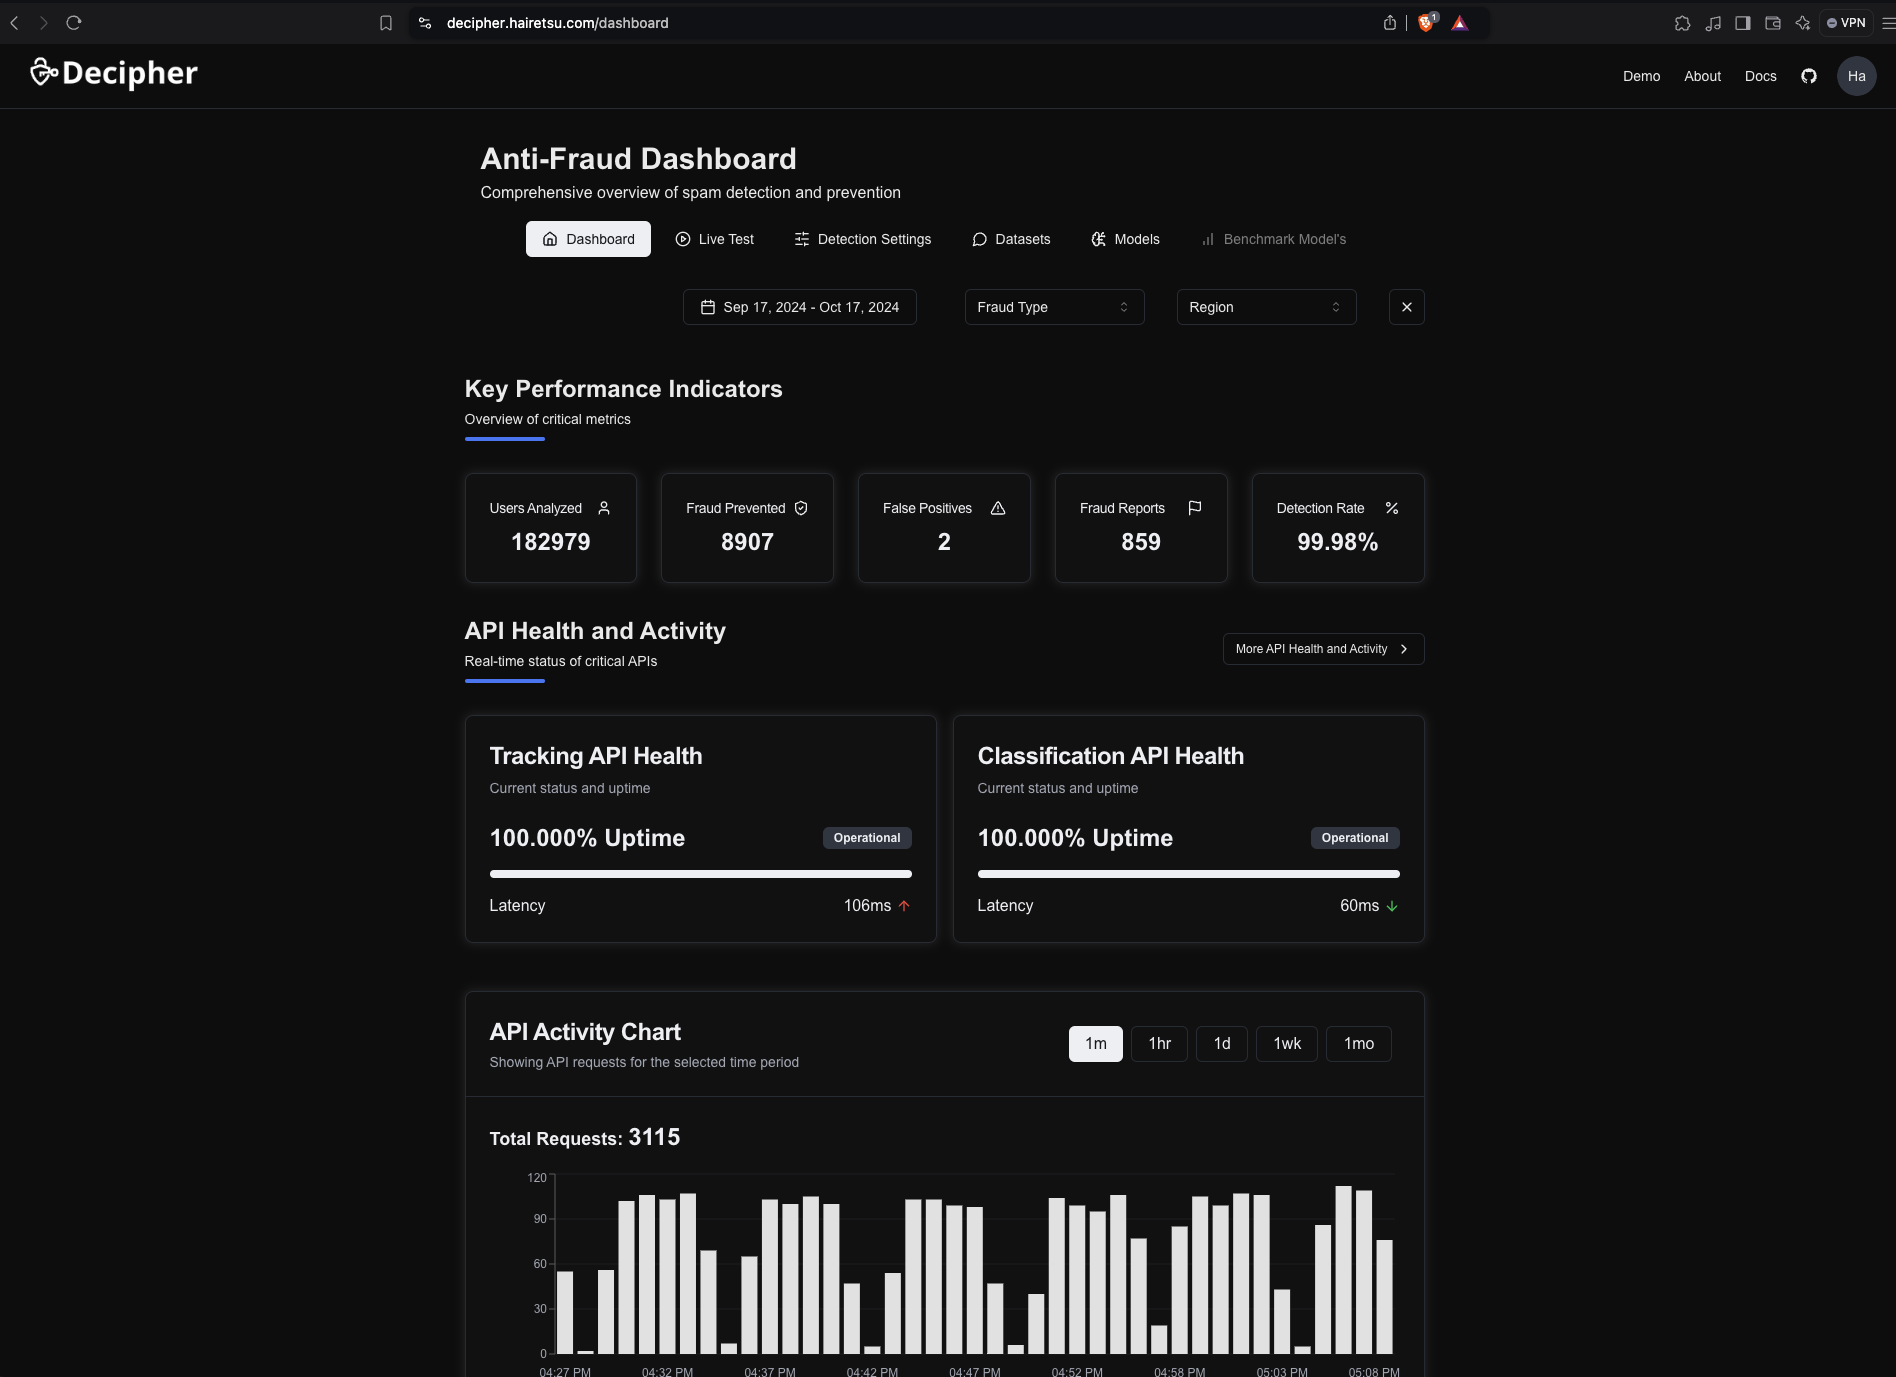 decipher.hairetsu.com/dashboard
1
VPN
Decipher
Demo
About
Docs
Ha
Anti-Fraud Dashboard
Comprehensive overview of spam detection and prevention
Dashboard
Live Test
Detection Settings
Datasets
Models
Benchmark Model's
Sep 17, 2024 - Oct 17, 2024
Fraud Type
Region
Key Performance Indicators
Overview of critical metrics
Users Analyzed
182979
Fraud Prevented
8907
False Positives
2
Fraud Reports
859
Detection Rate
99.98%
API Health and Activity
Real-time status of critical APIs
More API Health and Activity
Tracking API Health
Current status and uptime
100.000% Uptime
Operational
Latency
106ms
Classification API Health
Current status and uptime
100.000% Uptime
Operational
Latency
60ms
API Activity Chart
Showing API requests for the selected time period
1m
1hr
1d
1wk
1mo
Total Requests: 3115
120
90
60
30
0
04:27 PM
04:32 PM
04:37 PM
04:42 PM
04:47 PM
04:52 PM
04:58 PM
05:03 PM
05:08 PM